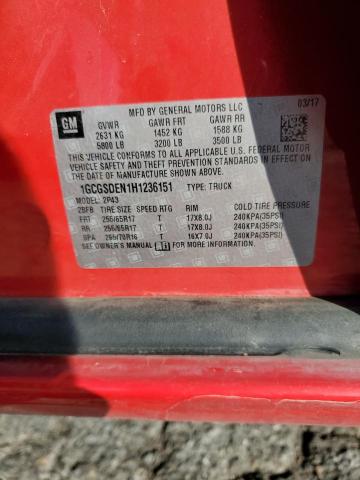 GM
MFD BY GENERAL MOTORS LLC 03/17
GVWR GAWR FRT GAWR RR
2631 KG 1452 KG 1588 KG
5800 LB 3200 LB 3500 LB
THIS VEHICLE CONFORMS TO ALL APPLICABLE U.S. FEDERAL MOTOR
VEHICLE SAFETY STANDARDS IN EFFECT ON THE DATE OF
MANUFACTURE SHOWN ABOVE.
1GCGSDEN1H1236151 TYPE: TRUCK
MODEL: 2P43
2BFB TIRE SIZE SPEED RTG RIM COLD TIRE PRESSURE
FRT 255/65R17 T 17X8.0J 240KPA(35PSI)
RR 255/65R17 T 17X8.0J 240KPA(35PSI)
SPA 265/70R16 T 16X7.0J 240KPA(35PSI)
SEE OWNER'S MANUAL FOR MORE INFORMATION.